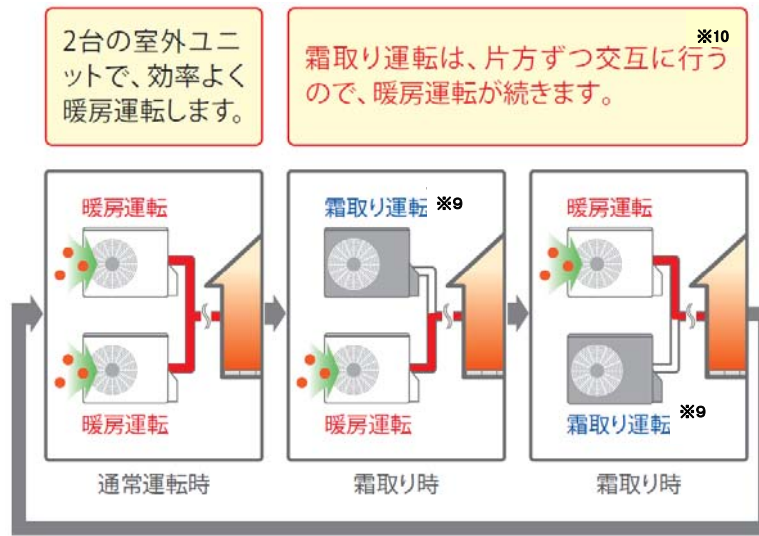 2台の室外ユニ
ットで、効率よく
暖房運転します。
※10
霜取り運転は、片方ずつ交互に行う
ので、暖房運転が続きます。
暖房運転
暖房運転
通常運転時
霜取り運転 ※9
暖房運転
霜取り時
暖房運転
霜取り運転 ※9
霜取り時